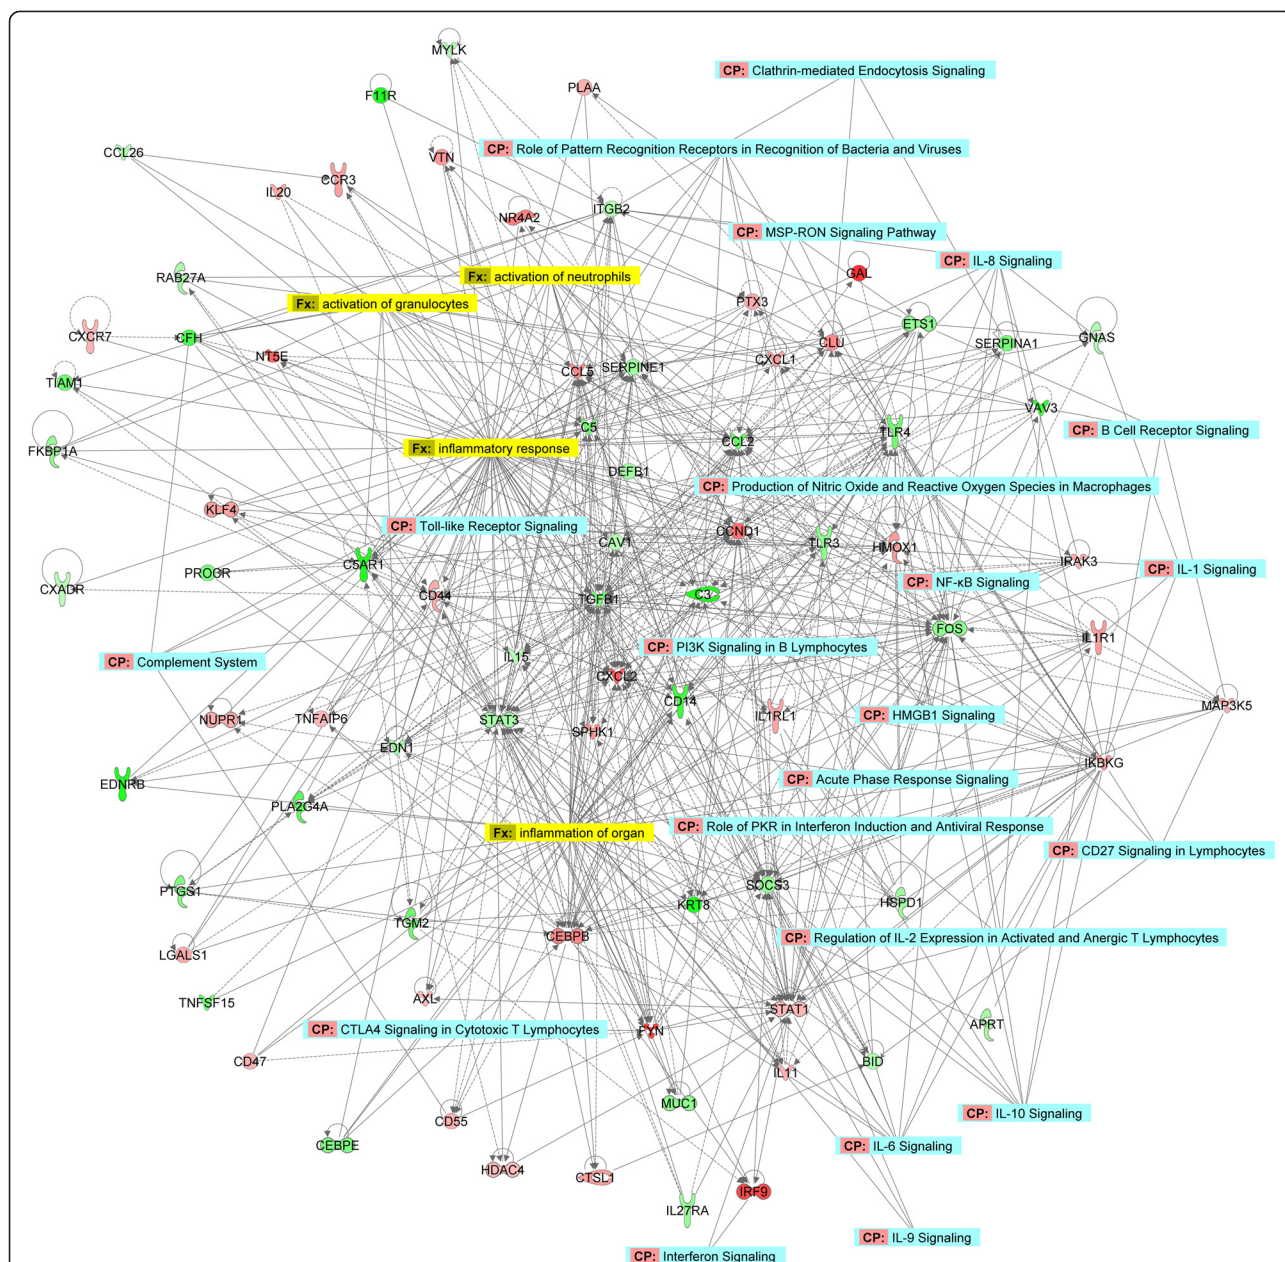 MYLK
CP: Clathrin-mediated Endocytosis Signaling
PLAA
F11R
CP: Role of Pattern Recognition Receptors in Recognition of Bacteria and Viruses
CCL26
VTN
CCR3
IL20
ITGB2
NR4A2
CP: MSP-RON Signaling Pathway
CP: IL-8 Signaling
GAL
Fx: activation of neutrophils
RAB27A
Fx: activation of granulocytes
PTX3
ETS1
CXCR7
CFH
GNAS
CLU
SERPINA1
NT5E
CXCL1
SERPINE1
CCL5
TIAM1
VAV3
C5
CP: B Cell Receptor Signaling
TLR4
CCL2
Fx: inflammatory response
FKBP1A
DEFB1
CP: Production of Nitric Oxide and Reactive Oxygen Species in Macrophages
KLF4
CP: Toll-like Receptor Signaling
CCND1
CAV1
TLR3
HMOX1
IRAK3
C5AR1
PROCR
CP: IL-1 Signaling
CP: NF-κB Signaling
CXADR
CD44
C3
TGFB1
FOS
IL1R1
CP: PI3K Signaling in B Lymphocytes
IL15
CP: Complement System
CXCL2
CD14
MAP3K5
CP: HMGB1 Signaling
IL1RL1
NUPR1
TNFAIP6
STAT3
SPHK1
EDN1
IKBKG
CP: Acute Phase Response Signaling
EDNRB
PLA2G4A
CP: Role of PKR in Interferon Induction and Antiviral Response
Fx: inflammation of organ
CP: CD27 Signaling in Lymphocytes
SOCS3
PTGS1
HSPD1
KRT8
TGM2
CEBPB
CP: Regulation of IL-2 Expression in Activated and Anergic T Lymphocytes
LGALS1
AXL
TNFSF15
STAT1
APRT
CP: CTLA4 Signaling in Cytotoxic T Lymphocytes
FYN
CD47
BID
IL11
MUC1
CP: IL-10 Signaling
CD55
CEBPE
CP: IL-6 Signaling
HDAC4
CTSL1
IRF9
IL27RA
CP: IL-9 Signaling
CP: Interferon Signaling